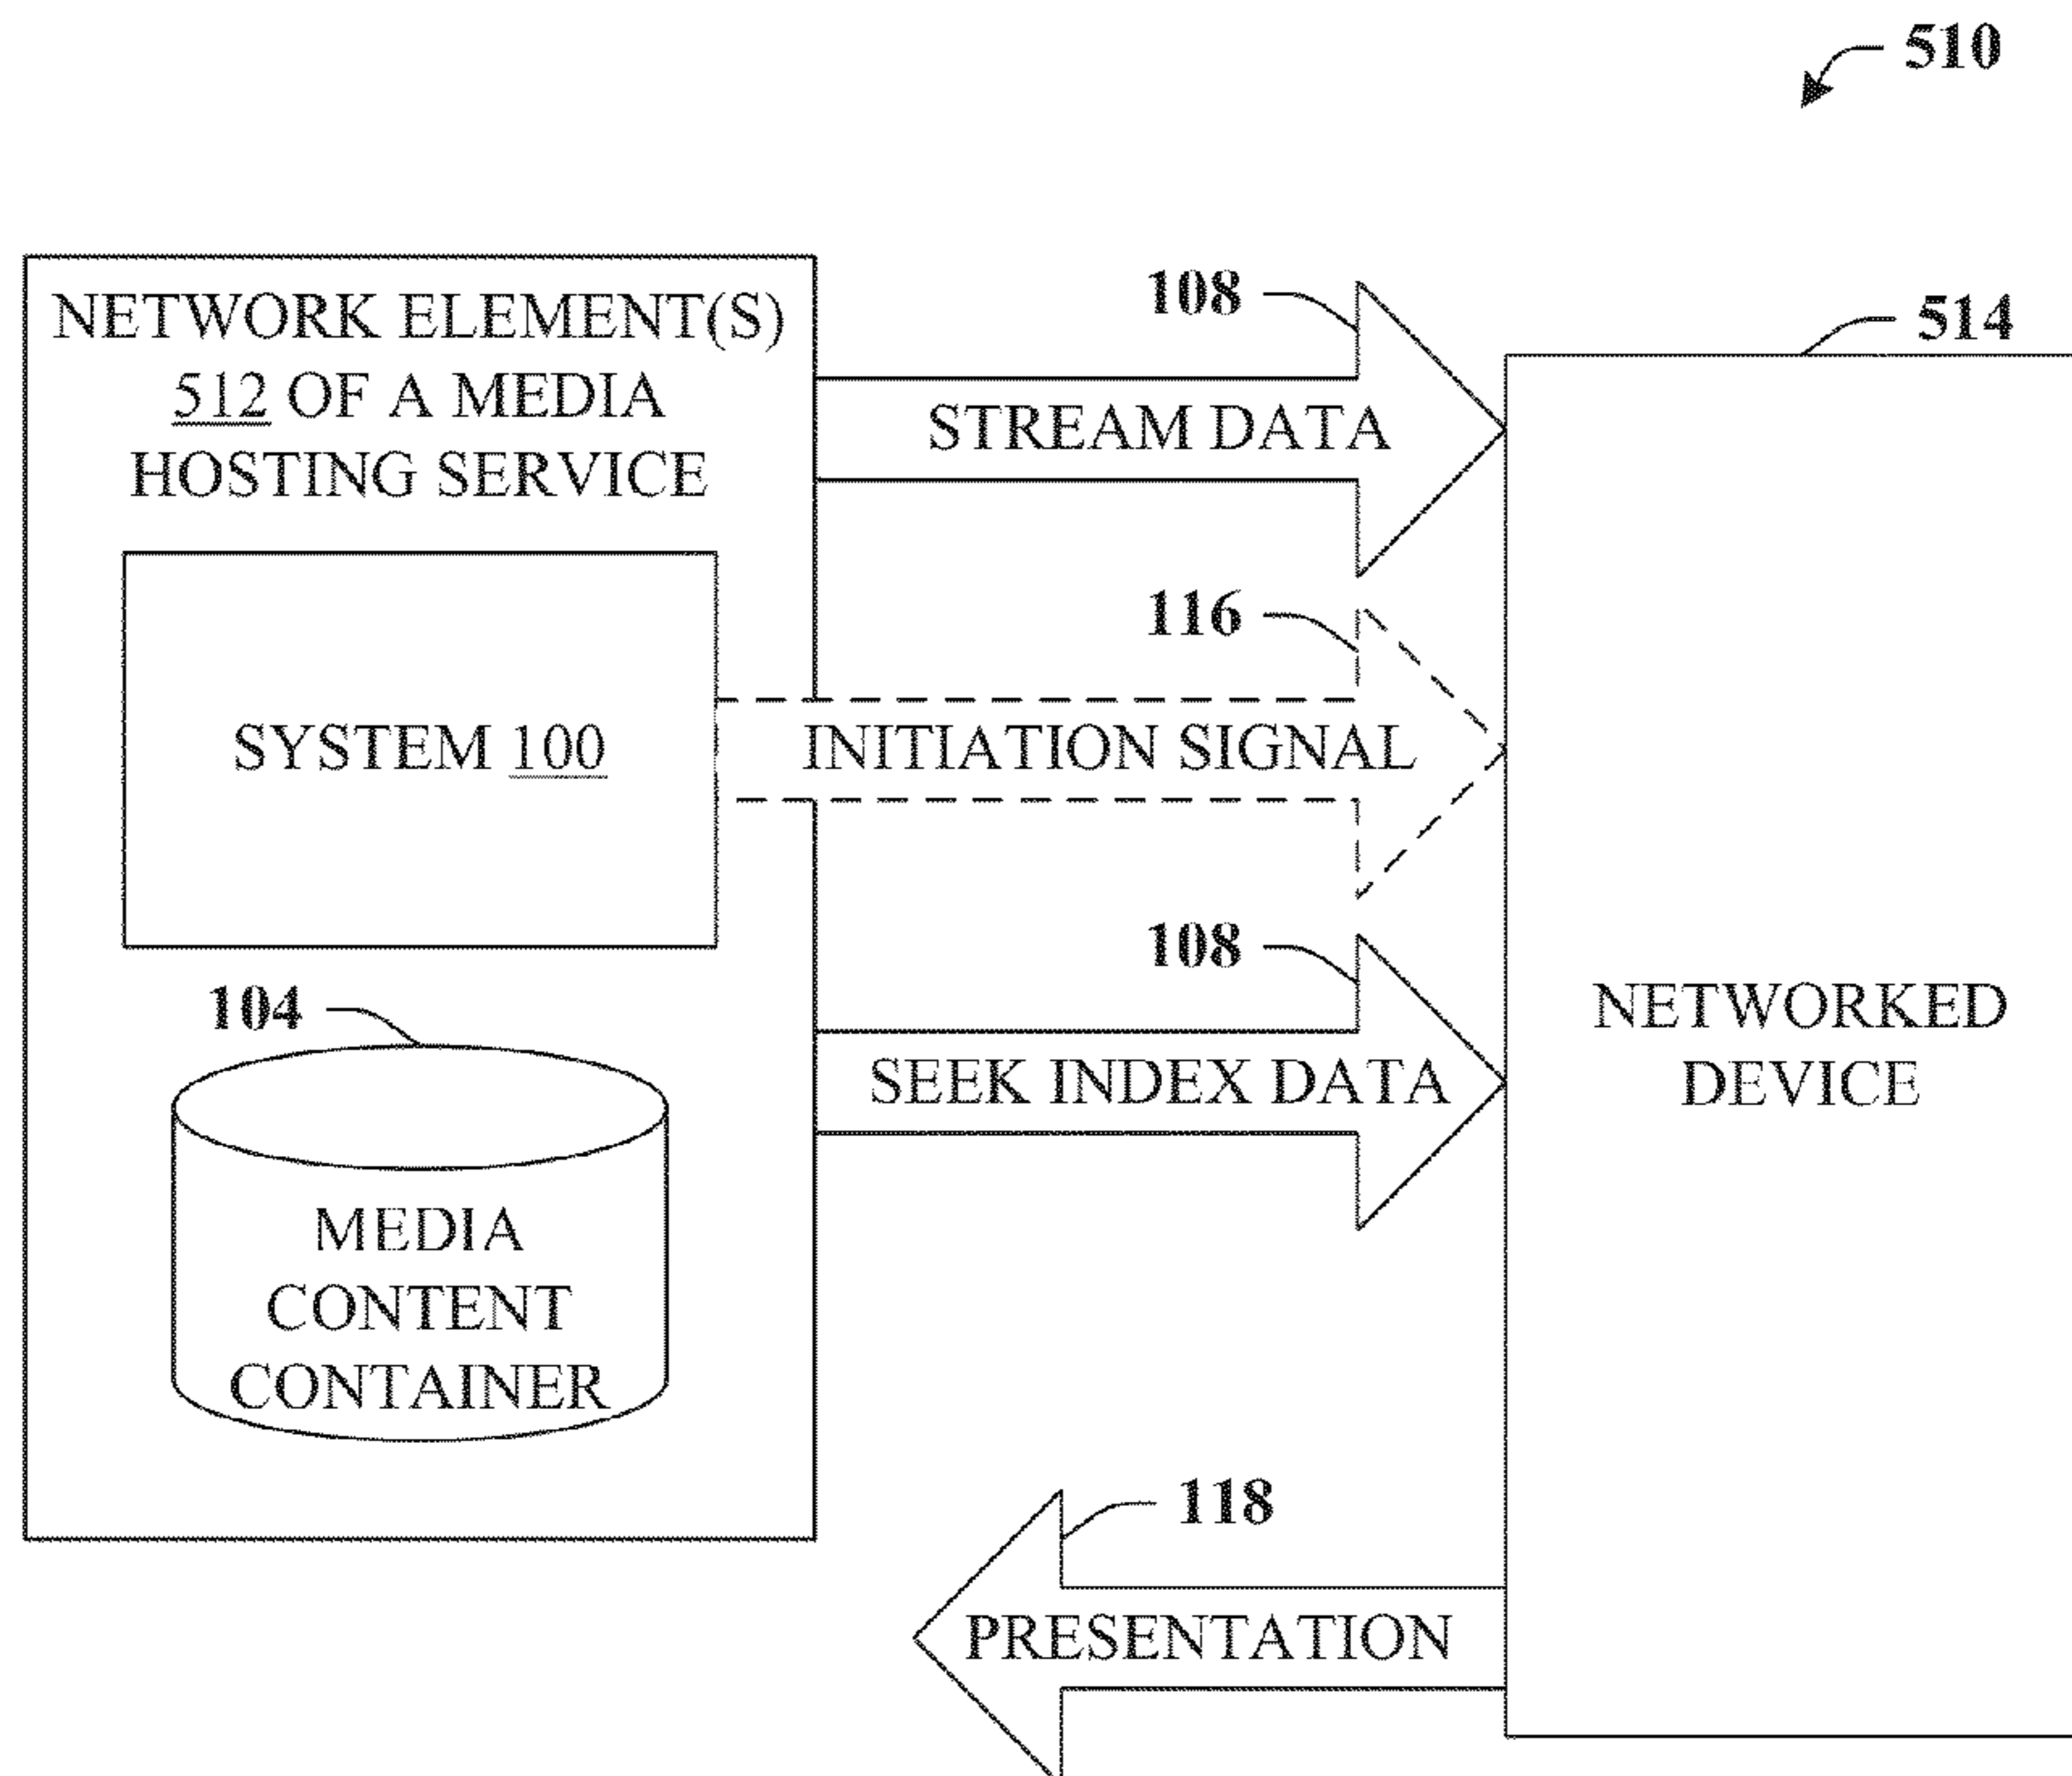 510
NETWORK ELEMENT(S)
512 OF A MEDIA
HOSTING SERVICE
108
STREAM DATA
514
116
SYSTEM 100
INITIATION SIGNAL
108
SEEK INDEX DATA
NETWORKED
DEVICE
104
MEDIA
CONTENT
CONTAINER
118
PRESENTATION